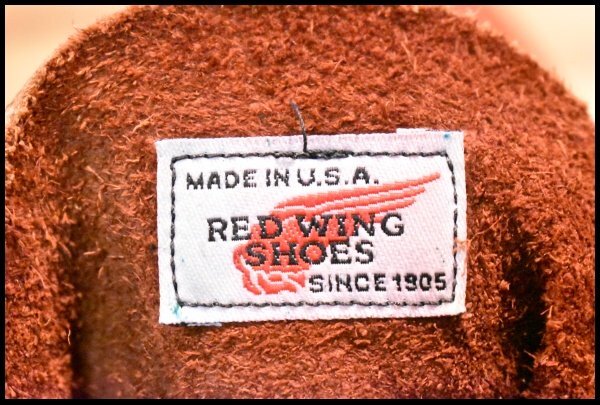 MADE IN U.S.A.
RED WING
SHOES
SINCE 1905